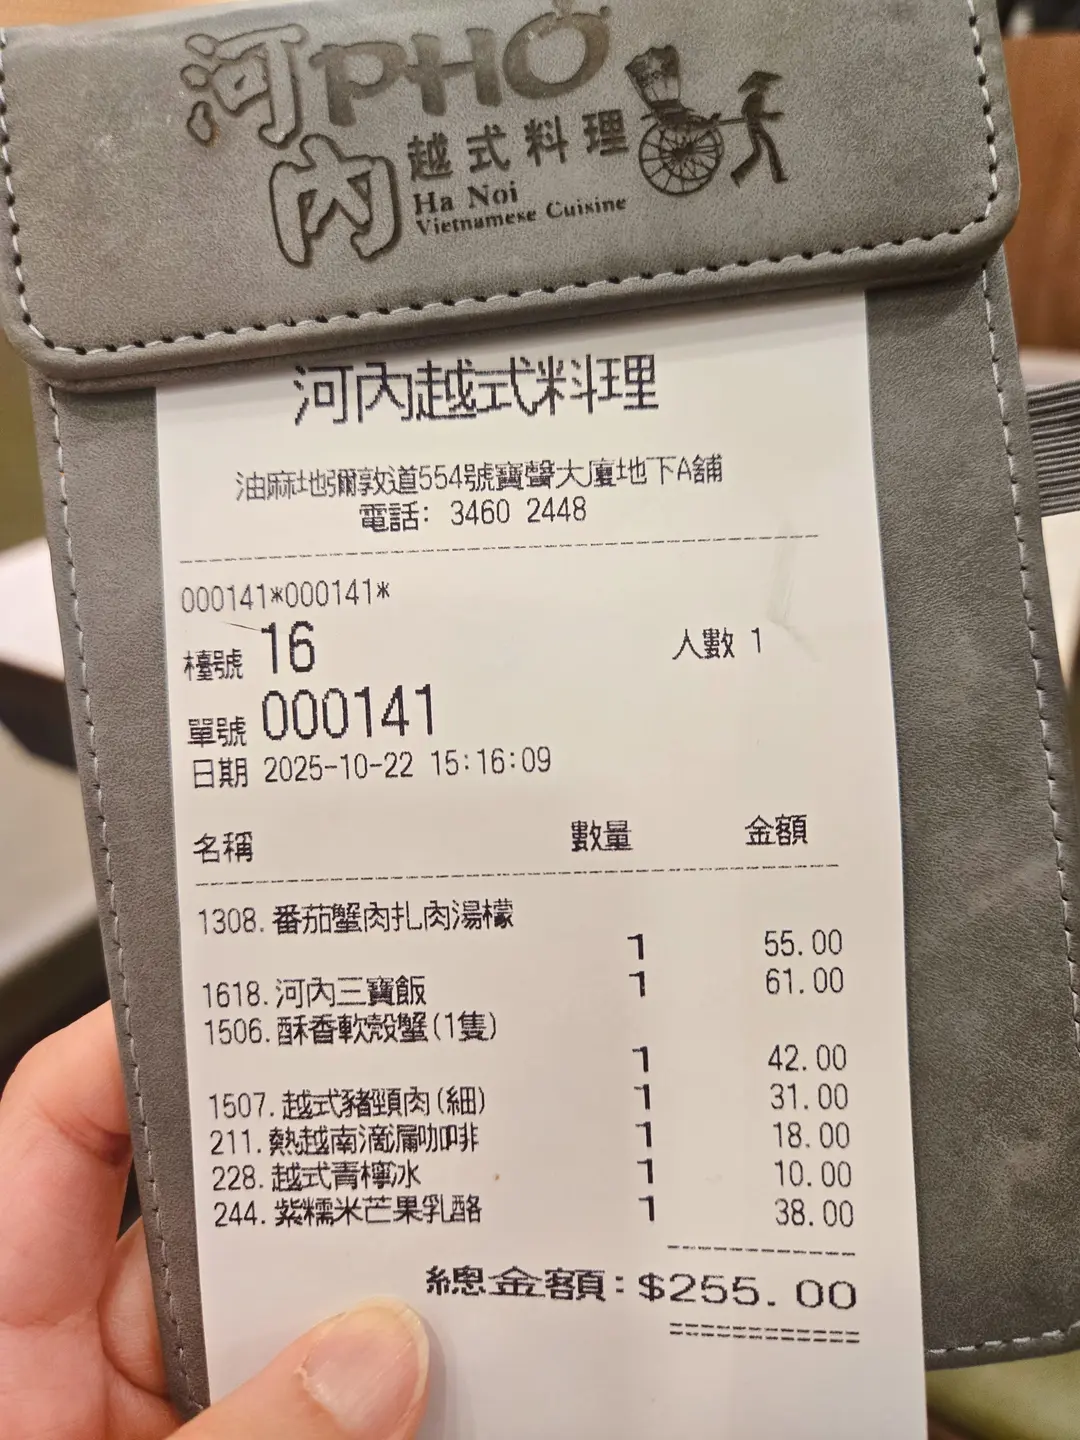 河內 PHỞ
越式料理
Ha Noi
Vietnamese Cuisine
河內越式料理
油麻地彌敦道554號寶聲大廈地下A舖
電話: 3460 2448
000141*000141*
檯號 16 人數 1
單號 000141
日期 2025-10-22 15:16:09
名稱 數量 金額
1308. 番茄蟹肉扎肉湯檬
1 55.00
1618. 河內三寶飯 1 61.00
1506. 酥香軟殼蟹(1隻)
1 42.00
1507. 越式豬頸肉(細) 1 31.00
211. 熱越南滴漏咖啡 1 18.00
228. 越式青檸冰 1 10.00
244. 紫糯米芒果乳酪 1 38.00
總金額: $255.00